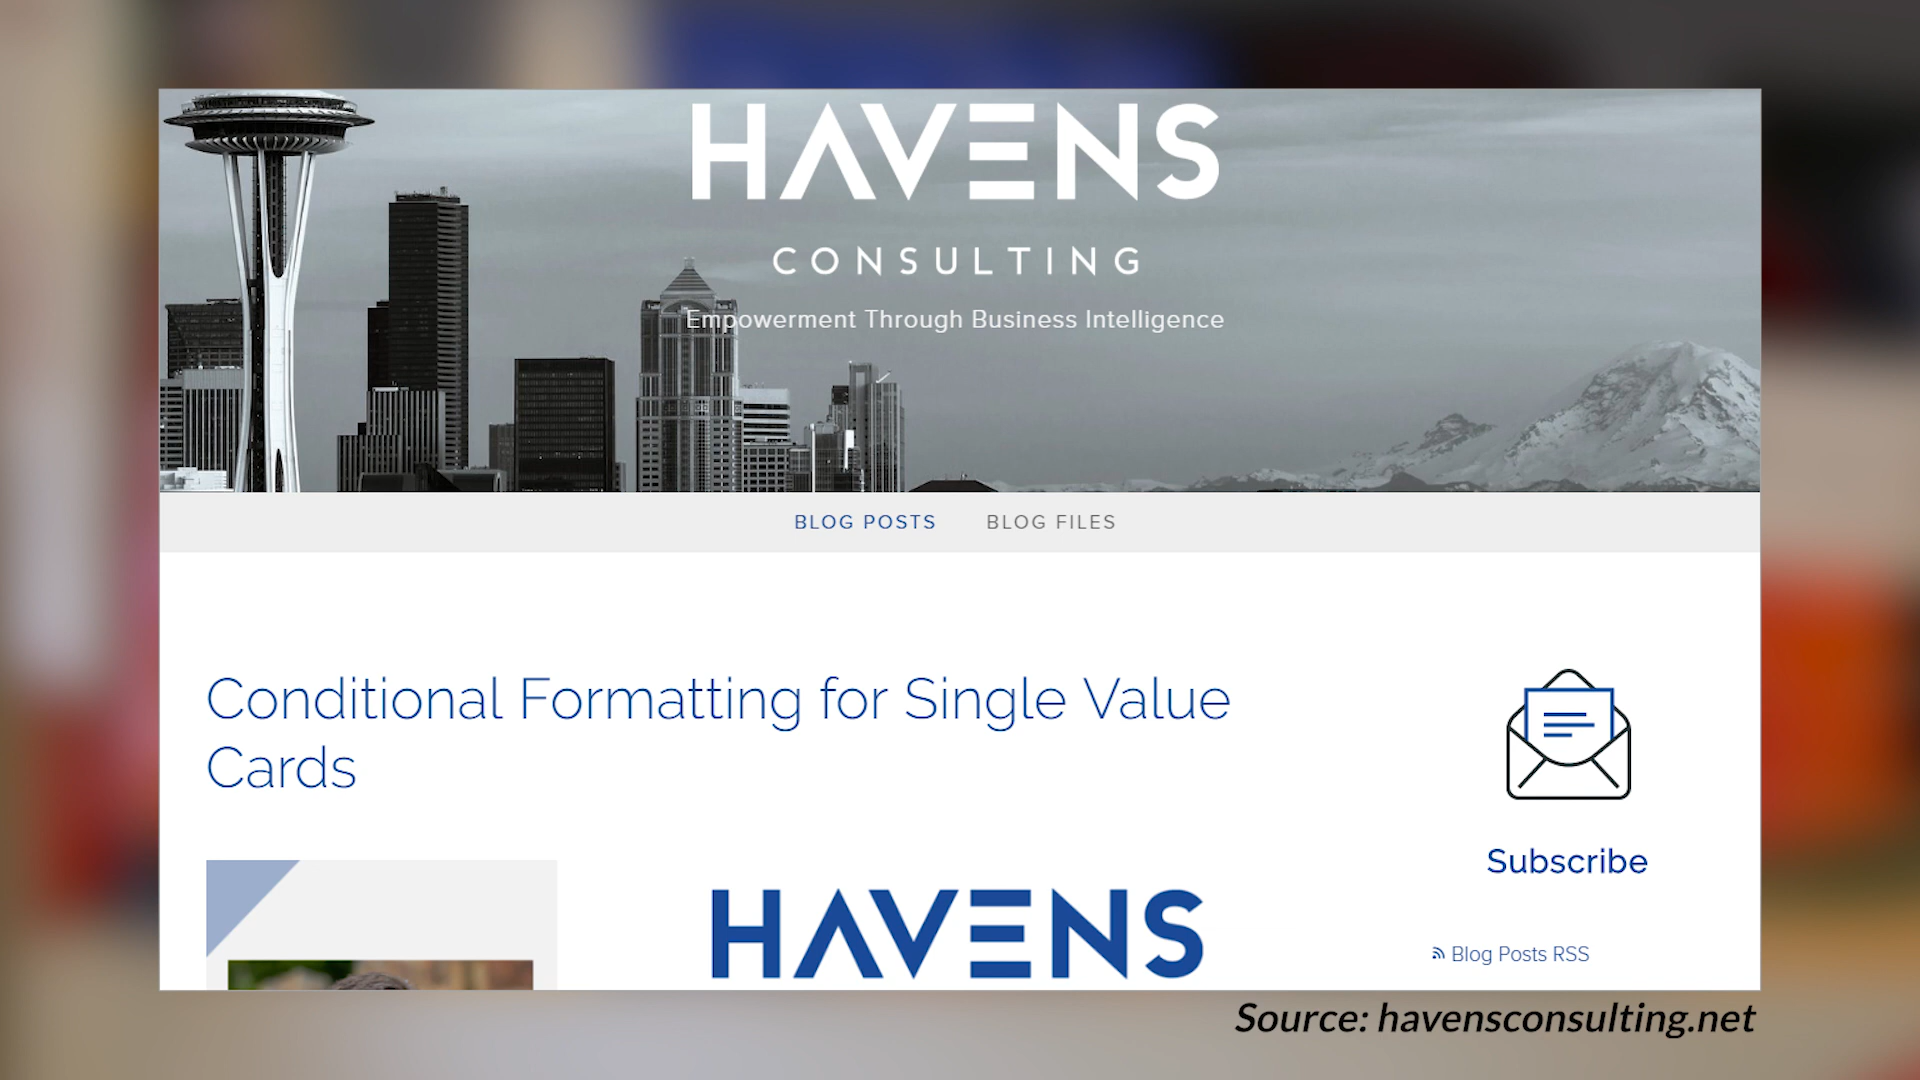 HAVENS
CONSULTING
Empowerment Through Business Intelligence
BLOG POSTS BLOG FILES
Conditional Formatting for Single Value
Cards
Subscribe
HAVENS
Blog Posts RSS
Source: havensconsulting.net